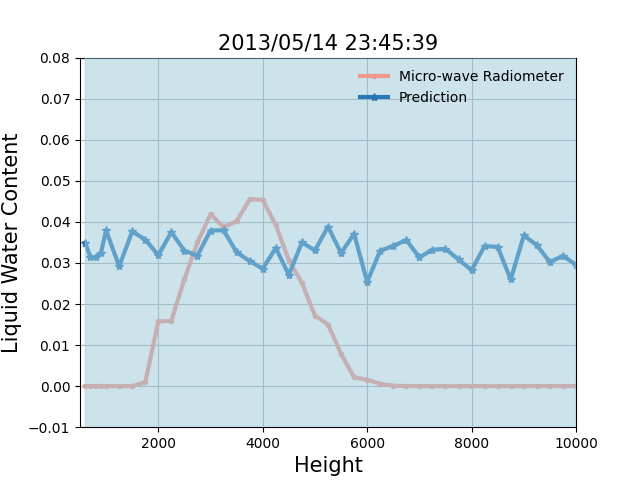 2013/05/14 23:45:39
Micro-wave Radiometer
Prediction
Liquid Water Content
0.08
0.07
0.06
0.05
0.04
0.03
0.02
0.01
0.00
−0.01
2000 4000 6000 8000 10000
Height